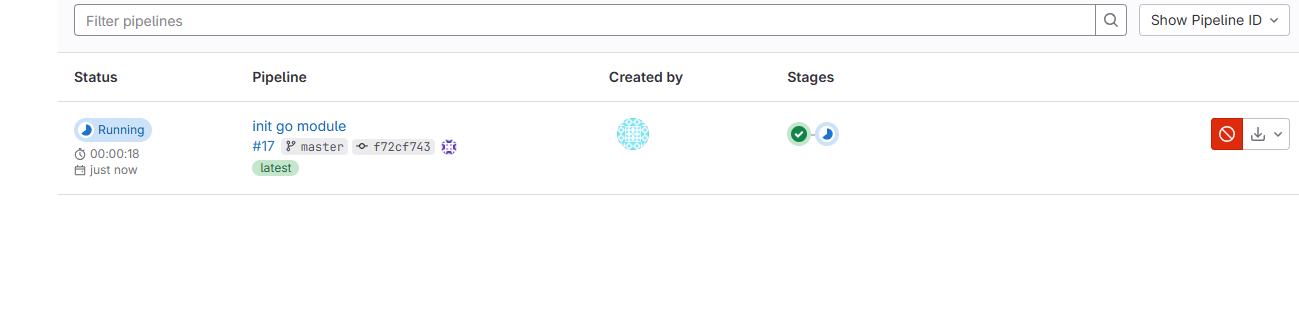 Filter pipelines
Show Pipeline ID
Status Pipeline Created by Stages
Running
00:00:18
just now
init go module
#17 master f72cf743
latest